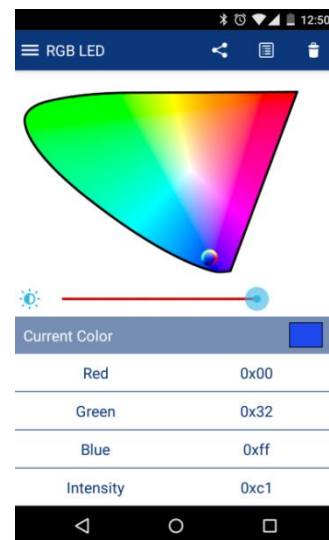 12:50
RGB LED
Current Color
Red 0x00
Green 0x32
Blue 0xff
Intensity 0xc1